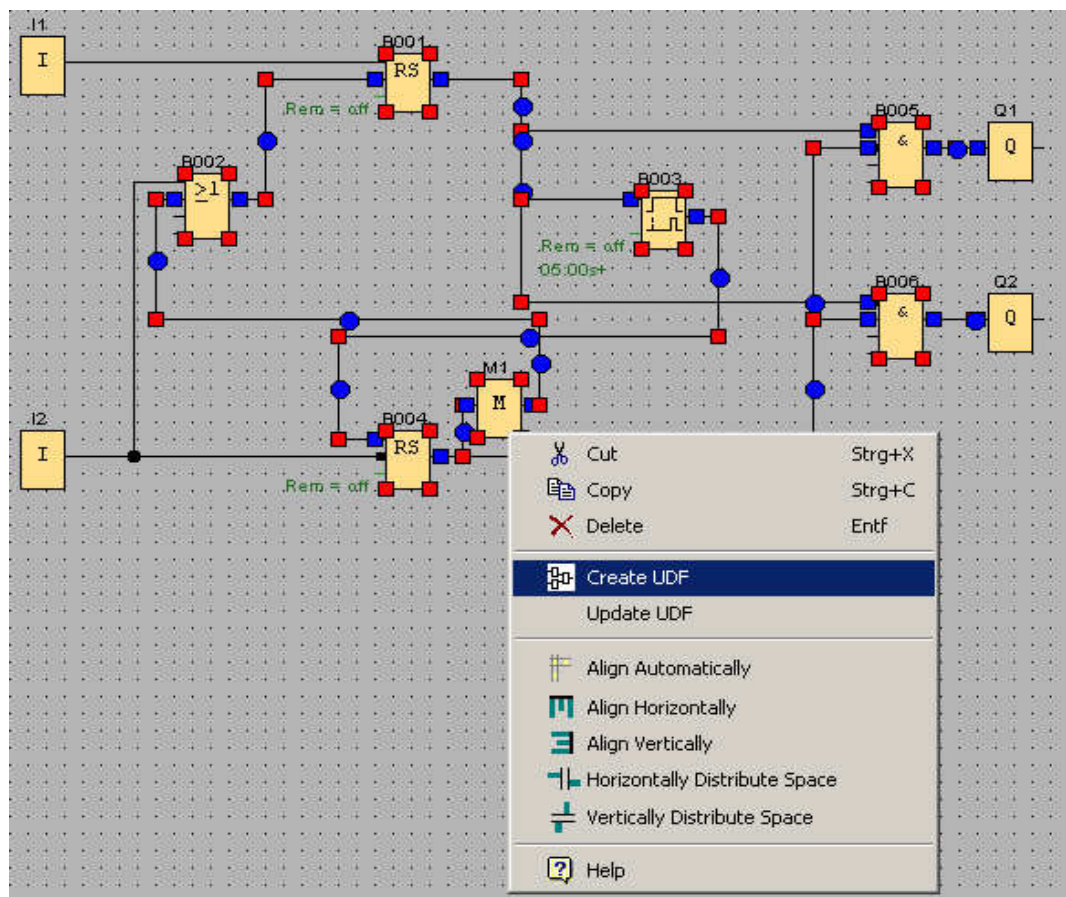 I1
I
B001
RS
Rem = off
B005
&
Q1
Q
B002
≥1
B003
Rem = off
05:00s+
B006
&
Q2
Q
M1
M
I2
I
B004
RS
Rem = off
Cut Strg+X
Copy Strg+C
Delete Entf
Create UDF
Update UDF
Align Automatically
Align Horizontally
Align Vertically
Horizontally Distribute Space
Vertically Distribute Space
Help